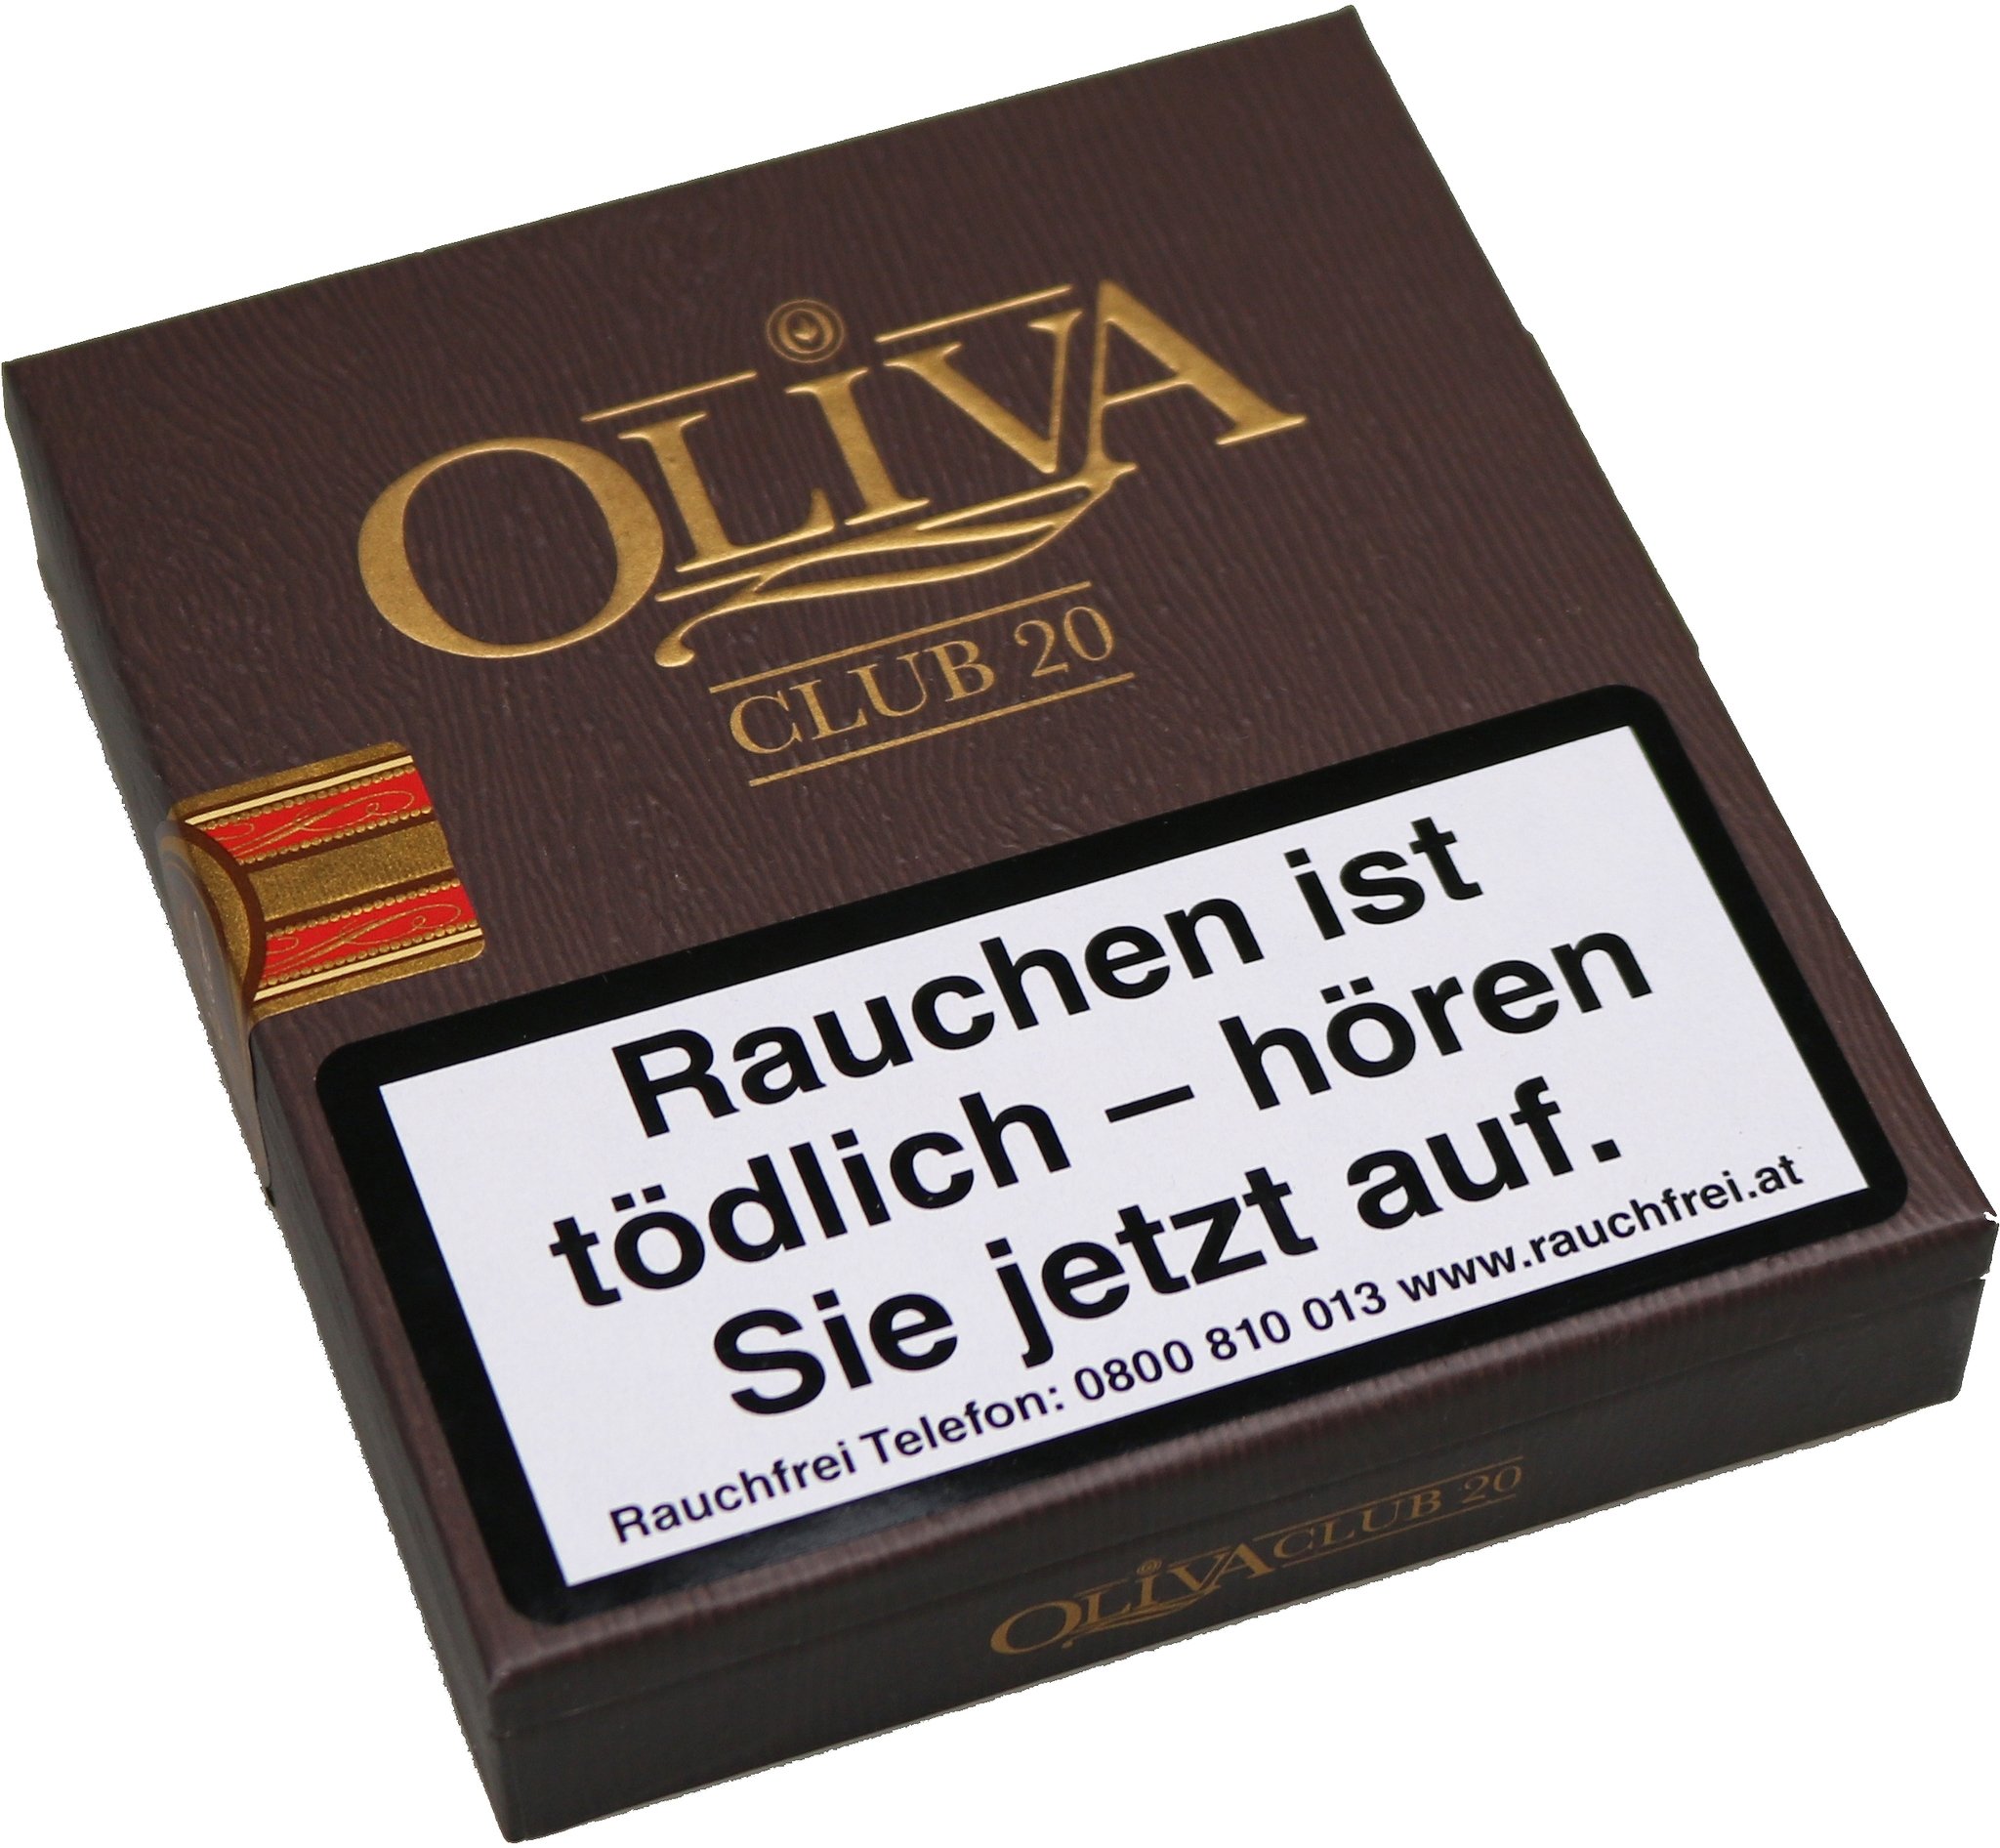 OLIVA
CLUB 20
Rauchen ist
tödlich – hören
Sie jetzt auf.
Rauchfrei Telefon: 0800 810 013 www.rauchfrei.at
OLIVA CLUB 20